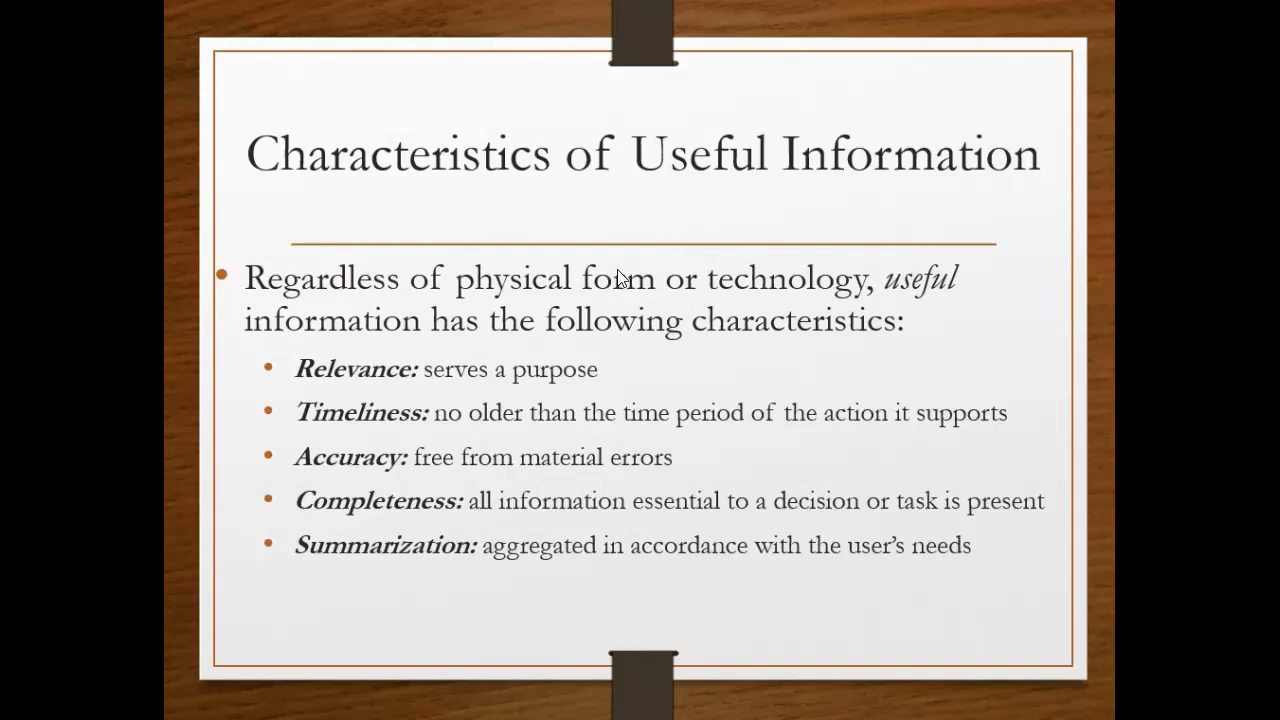 Characteristics of Useful Information
• Regardless of physical form or technology, useful
information has the following characteristics:
• Relevance: serves a purpose
• Timeliness: no older than the time period of the action it supports
• Accuracy: free from material errors
• Completeness: all information essential to a decision or task is present
• Summarization: aggregated in accordance with the user’s needs